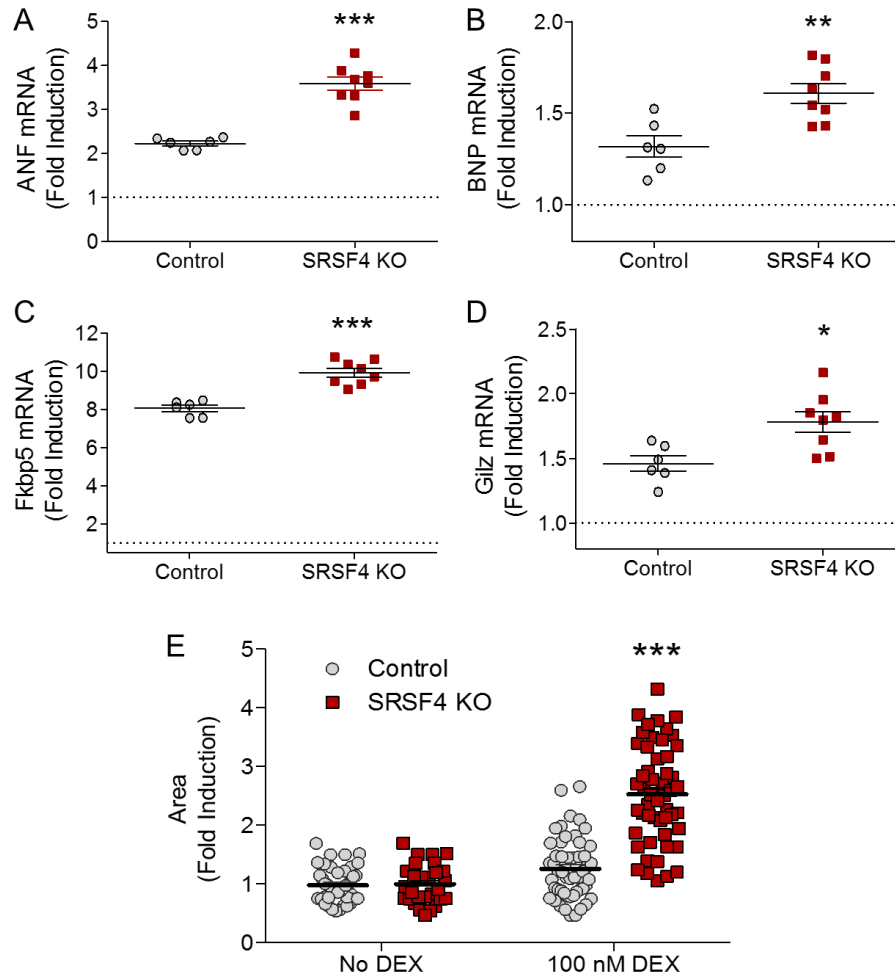 A
ANF mRNA
(Fold Induction)
5
4
3
2
1
0
***
Control
SRSF4 KO
B
BNP mRNA
(Fold Induction)
2.0
1.5
1.0
**
Control
SRSF4 KO
C
Fkbp5 mRNA
(Fold Induction)
12
10
8
6
4
2
***
Control
SRSF4 KO
D
Gilz mRNA
(Fold Induction)
2.5
2.0
1.5
1.0
*
Control
SRSF4 KO
E
Area
(Fold Induction)
5
4
3
2
1
0
Control
SRSF4 KO
***
No DEX
100 nM DEX